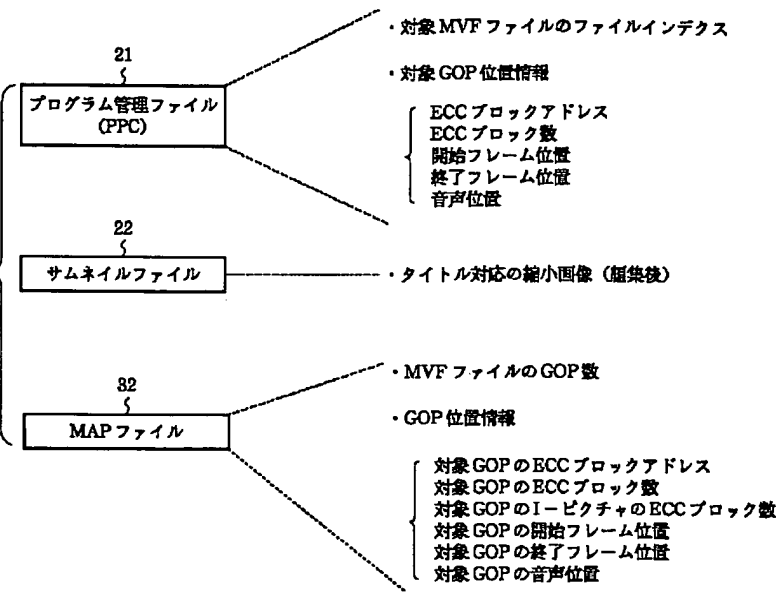 21
プログラム管理ファイル
(PPC)
・対象MVFファイルのファイルインデクス
・対象GOP位置情報
ECCブロックアドレス
ECCブロック数
開始フレーム位置
終了フレーム位置
音声位置
22
サムネイルファイル
・タイトル対応の縮小画像（編集後）
32
MAPファイル
・MVFファイルのGOP数
・GOP位置情報
対象GOPのECCブロックアドレス
対象GOPのECCブロック数
対象GOPのI－ピクチャのECCブロック数
対象GOPの開始フレーム位置
対象GOPの終了フレーム位置
対象GOPの音声位置